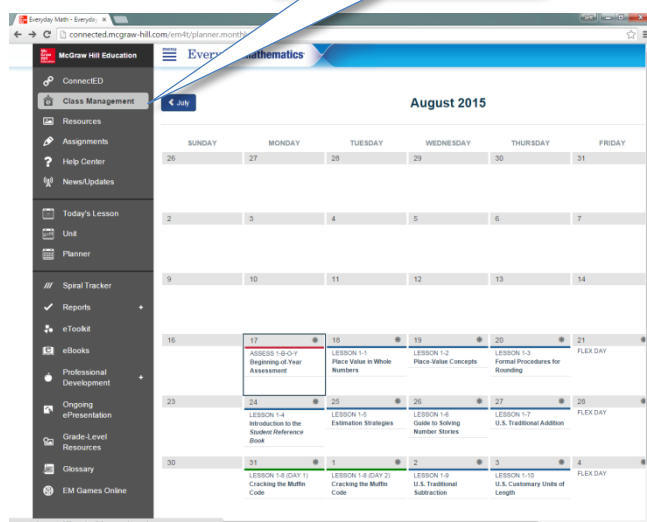 Everyday Math - Everyday
connected.mcgraw-hill.com/em4t/planner.month
McGraw Hill Education
menu
Mathematics
ConnectED
Class Management
Resources
Assignments
Help Center
News/Updates
Today's Lesson
Unit
Planner
Spiral Tracker
Reports +
eToolkit
eBooks
Professional
Development +
Ongoing
ePresentation
Grade-Level
Resources
Glossary
EM Games Online
July
August 2015
SUNDAY MONDAY TUESDAY WEDNESDAY THURSDAY FRIDAY
26 27 28 29 30 31
2 3 4 5 6 7
9 10 11 12 13 14
16 17 18 19 20 21
ASSESS 1-B-O-Y LESSON 1-1 LESSON 1-2 LESSON 1-3 FLEX DAY
Beginning-of-Year Place Value in Whole Place-Value Concepts Formal Procedures for
Assessment Numbers Rounding
23 24 25 26 27 28
LESSON 1-4 LESSON 1-5 LESSON 1-6 LESSON 1-7 FLEX DAY
Introduction to the Estimation Strategies Guide to Solving U.S. Traditional Addition
Student Reference Number Stories
Book
30 31 1 2 3 4
LESSON 1-8 (DAY 1) LESSON 1-8 (DAY 2) LESSON 1-9 LESSON 1-10 FLEX DAY
Cracking the Muffin Cracking the Muffin U.S. Traditional U.S. Customary Units of
Code Code Subtraction Length